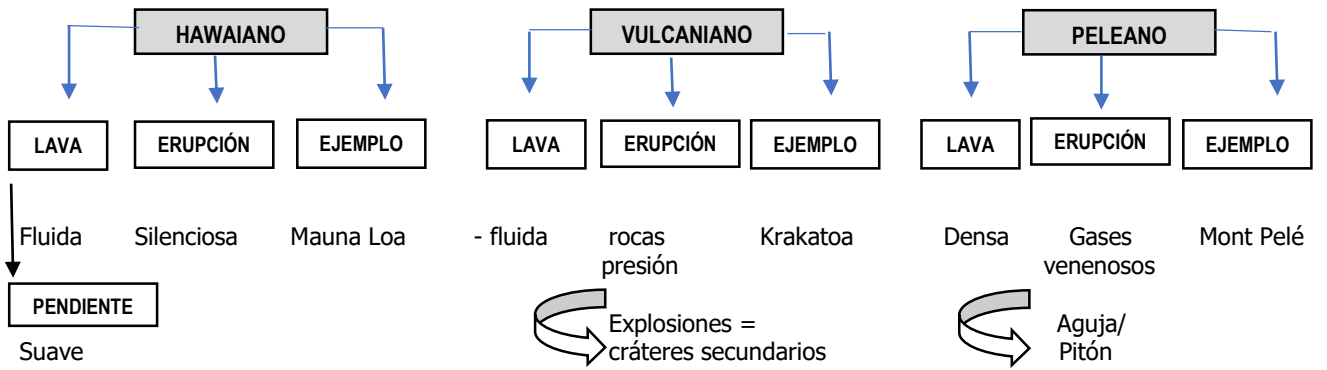 HAWAIANO
LAVA
ERUPCIÓN
EJEMPLO
Fluida
Silenciosa
Mauna Loa
PENDIENTE
Suave
VULCANIANO
LAVA
ERUPCIÓN
EJEMPLO
- fluida
rocas
presión
Krakatoa
Explosiones =
cráteres secundarios
PELEANO
LAVA
ERUPCIÓN
EJEMPLO
Densa
Gases
venenosos
Mont Pelé
Aguja/
Pitón